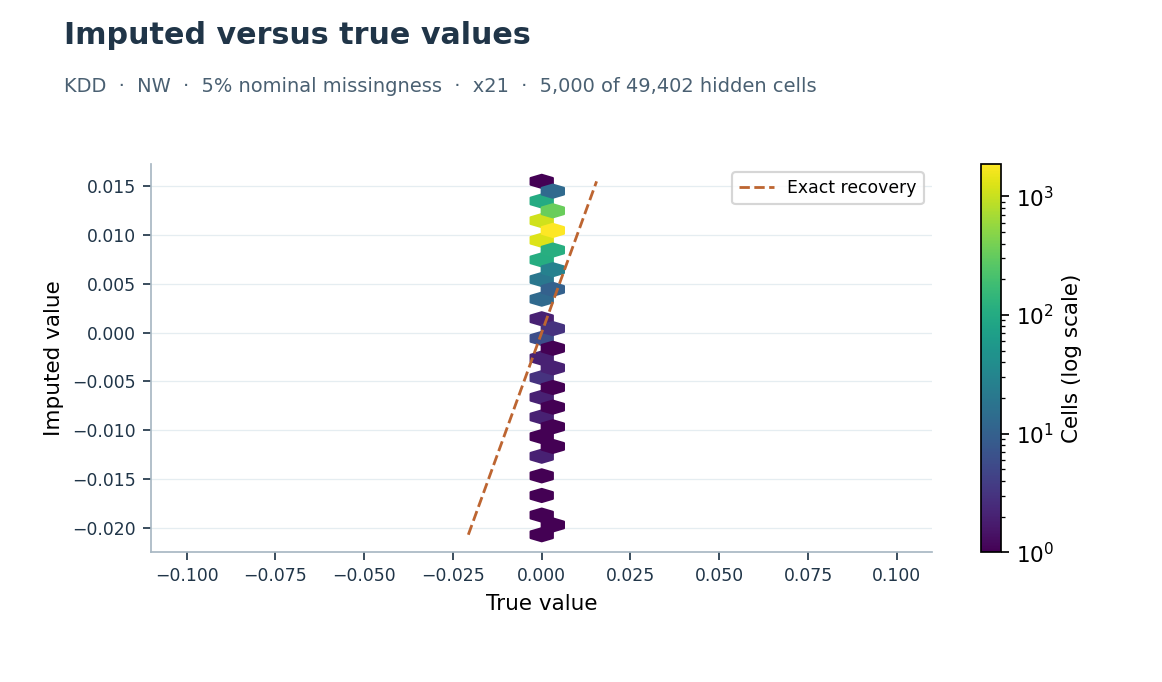 Imputed versus true values
KDD · NW · 5% nominal missingness · x21 · 5,000 of 49,402 hidden cells
Exact recovery
0.015
0.010
0.005
0.000
−0.005
−0.010
−0.015
−0.020
Imputed value
−0.100 −0.075 −0.050 −0.025 0.000 0.025 0.050 0.075 0.100
True value
10³
10²
10¹
10⁰
Cells (log scale)